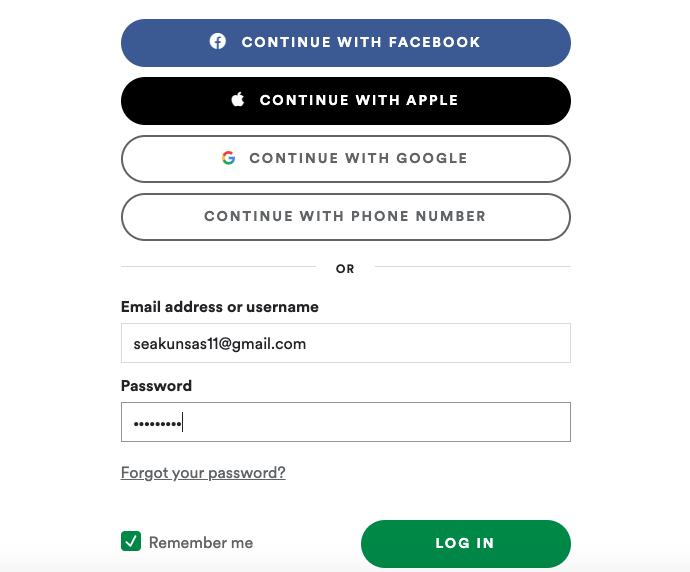 CONTINUE WITH FACEBOOK
CONTINUE WITH APPLE
CONTINUE WITH GOOGLE
CONTINUE WITH PHONE NUMBER
OR
Email address or username
seakunsas11@gmail.com
Password
•••••••••
Forgot your password?
Remember me
LOG IN